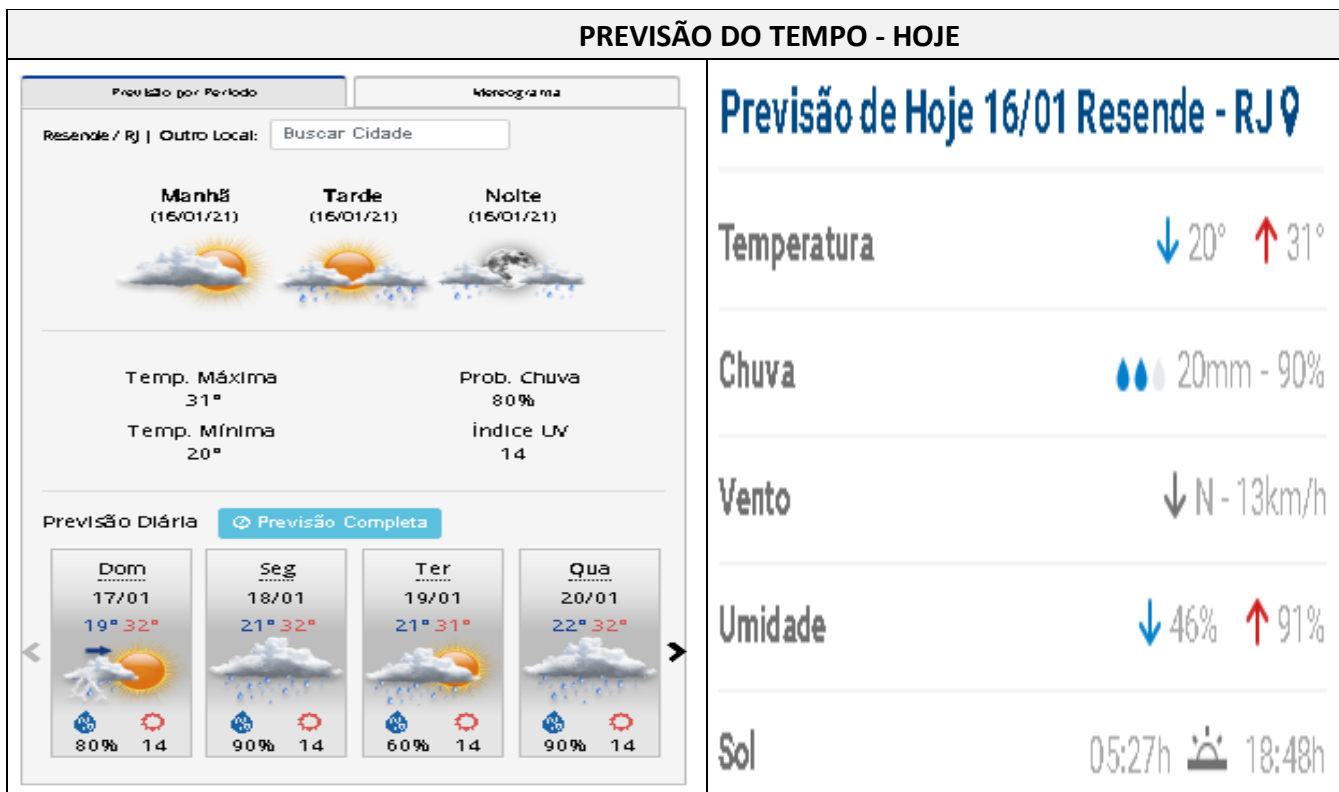 PREVISÃO DO TEMPO - HOJE
Previsão por Período
Meteograma
Resende / RJ | Outro Local: Buscar Cidade
Manhã Tarde Noite
(16/01/21) (16/01/21) (16/01/21)
Temp. Máxima Prob. Chuva
31° 80%
Temp. Mínima Índice UV
20° 14
Previsão Diária Previsão Completa
Dom Seg Ter Qua
17/01 18/01 19/01 20/01
19° 32° 21° 32° 21° 31° 22° 32°
80% 14 90% 14 60% 14 90% 14
Previsão de Hoje 16/01 Resende - RJ
Temperatura 20° 31°
Chuva 20mm - 90%
Vento N - 13km/h
Umidade 46% 91%
Sol 05:27h 18:48h